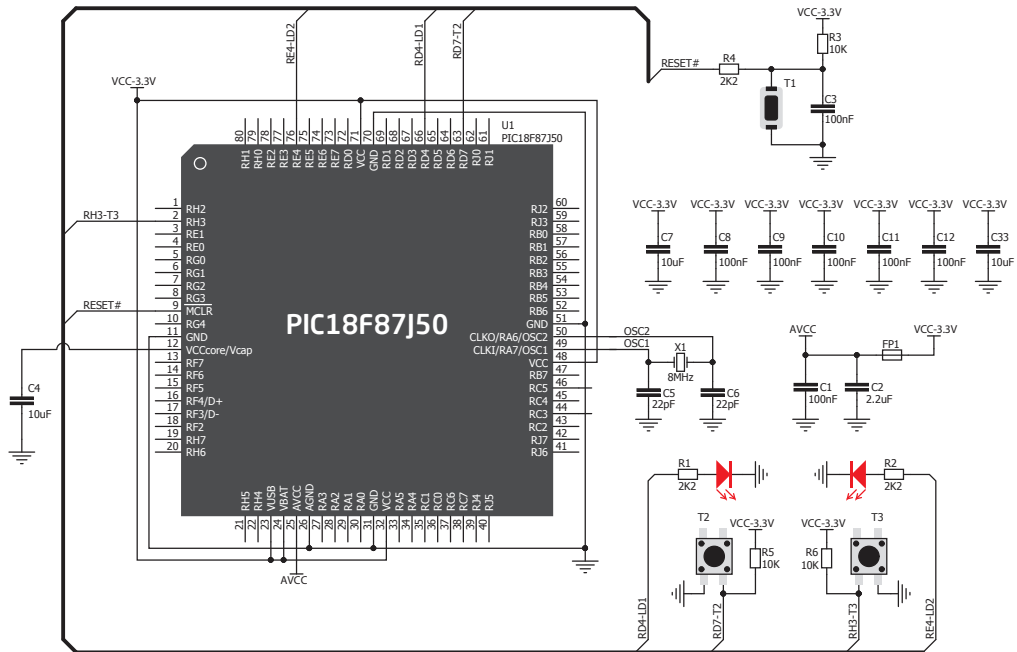 VCC-3.3V
R3
10K
RE4-LD2
RD4-LD1
RD7-T2
RESET#
R4
2K2
T1
C3
100nF
VCC-3.3V
U1
PIC18F87J50
80 79 78 77 76 75 74 73 72 71 70 69 68 67 66 65 64 63 62 61
RH1 RH0 RE2 RE3 RE4 RE5 RE6 RE7 RD0 VCC GND RD1 RD2 RD3 RD4 RD5 RD6 RD7 RJ0 RJ1
1 RH2
RH3-T3
2 RH3
3 RE1
4 RE0
5 RG0
6 RG1
7 RG2
8 RG3
RESET#
9 MCLR
10 RG4
11 GND
12 VCCcore/Vcap
13 RF7
14 RF6
15 RF5
16 RF4/D+
17 RF3/D-
18 RF2
19 RH7
20 RH6
PIC18F87J50
RJ2 60
RJ3 59
RB0 58
RB1 57
RB2 56
RB3 55
RB4 54
RB5 53
RB6 52
GND 51
CLKO/RA6/OSC2 50
CLKI/RA7/OSC1 49
VCC 48
RB7 47
RC5 46
RC4 45
RC3 44
RC2 43
RJ7 42
RJ6 41
RH5 RH4 VUSB VBAT AVCC AGND RA3 RA2 RA1 RA0 GND VCC RA5 RA4 RC1 RC0 RC6 RC7 RJ4 RJ5
21 22 23 24 25 26 27 28 29 30 31 32 33 34 35 36 37 38 39 40
AVCC
C4
10uF
OSC2
OSC1
X1
8MHz
C5
22pF
C6
22pF
VCC-3.3V VCC-3.3V VCC-3.3V VCC-3.3V VCC-3.3V VCC-3.3V VCC-3.3V
C7 C8 C9 C10 C11 C12 C33
10uF 100nF 100nF 100nF 100nF 100nF 10uF
AVCC
VCC-3.3V
FP1
C1
100nF
C2
2.2uF
R1
2K2
R2
2K2
T2
VCC-3.3V
R5
10K
VCC-3.3V
T3
R6
10K
RD4-LD1
RD7-T2
RH3-T3
RE4-LD2